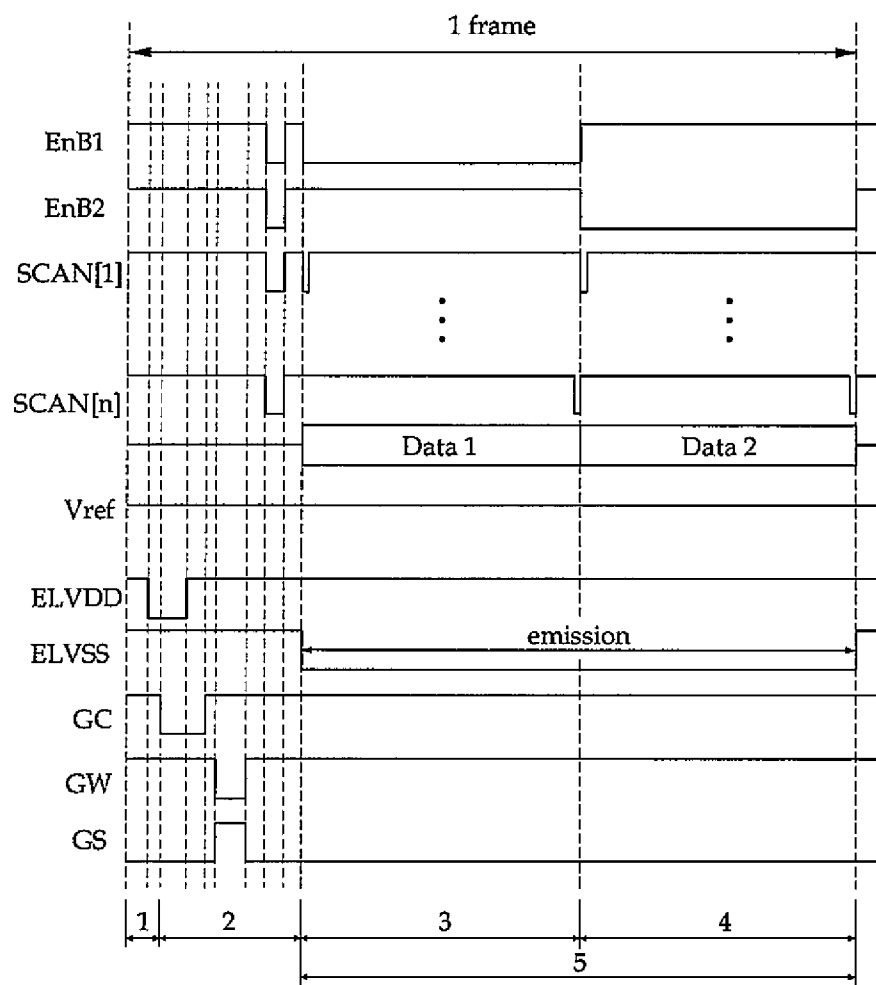 1 frame
EnB1
EnB2
SCAN[1]
SCAN[n]
Data 1 Data 2
Vref
ELVDD
ELVSS
emission
GC
GW
GS
1 2 3 4
5